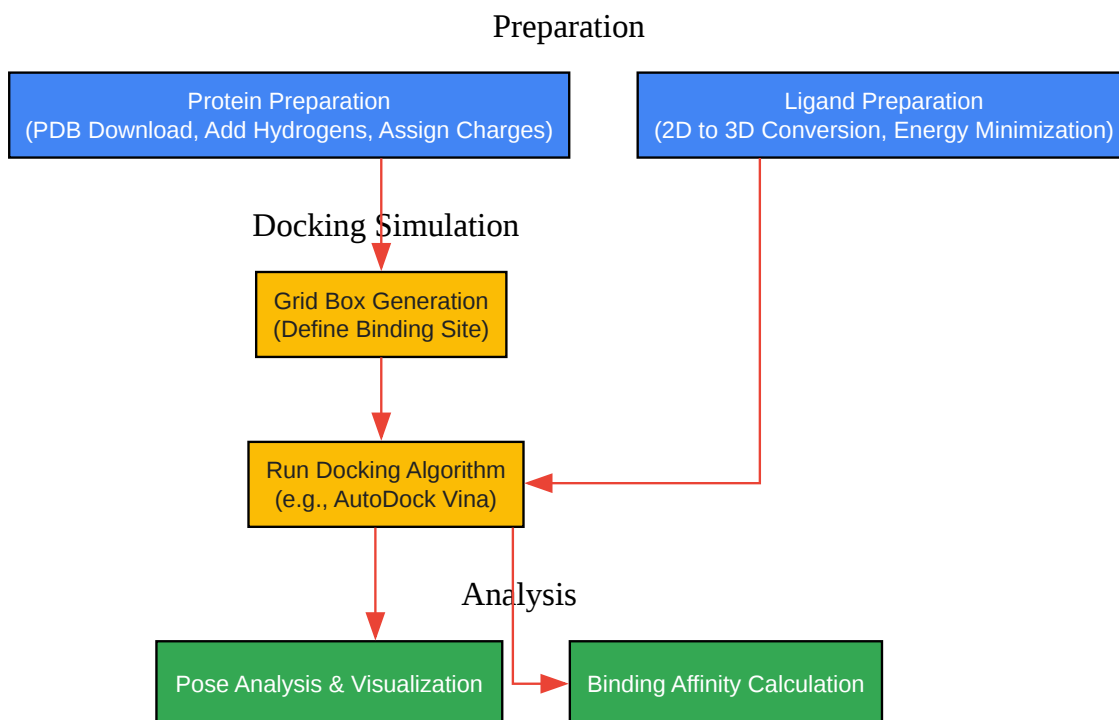 Preparation
Protein Preparation
(PDB Download, Add Hydrogens, Assign Charges)
Ligand Preparation
(2D to 3D Conversion, Energy Minimization)
Docking Simulation
Grid Box Generation
(Define Binding Site)
Run Docking Algorithm
(e.g., AutoDock Vina)
Analysis
Pose Analysis & Visualization
Binding Affinity Calculation